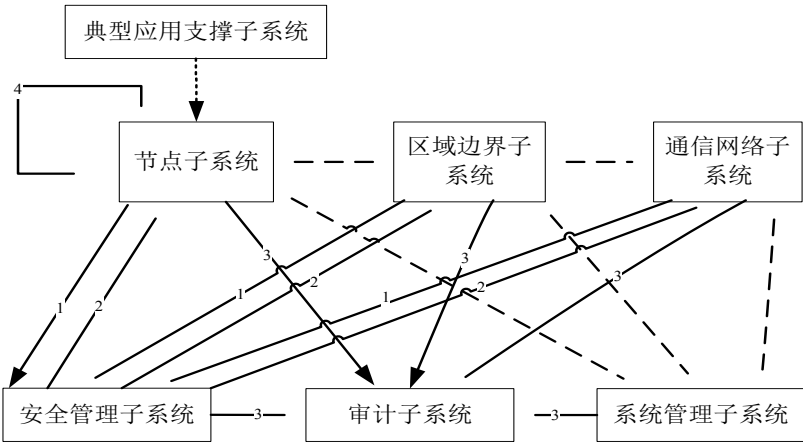 典型应用支撑子系统
4
节点子系统
区域边界子
系统
通信网络子
系统
3
3
3
2
1
1
2
1
2
安全管理子系统
3
审计子系统
3
系统管理子系统